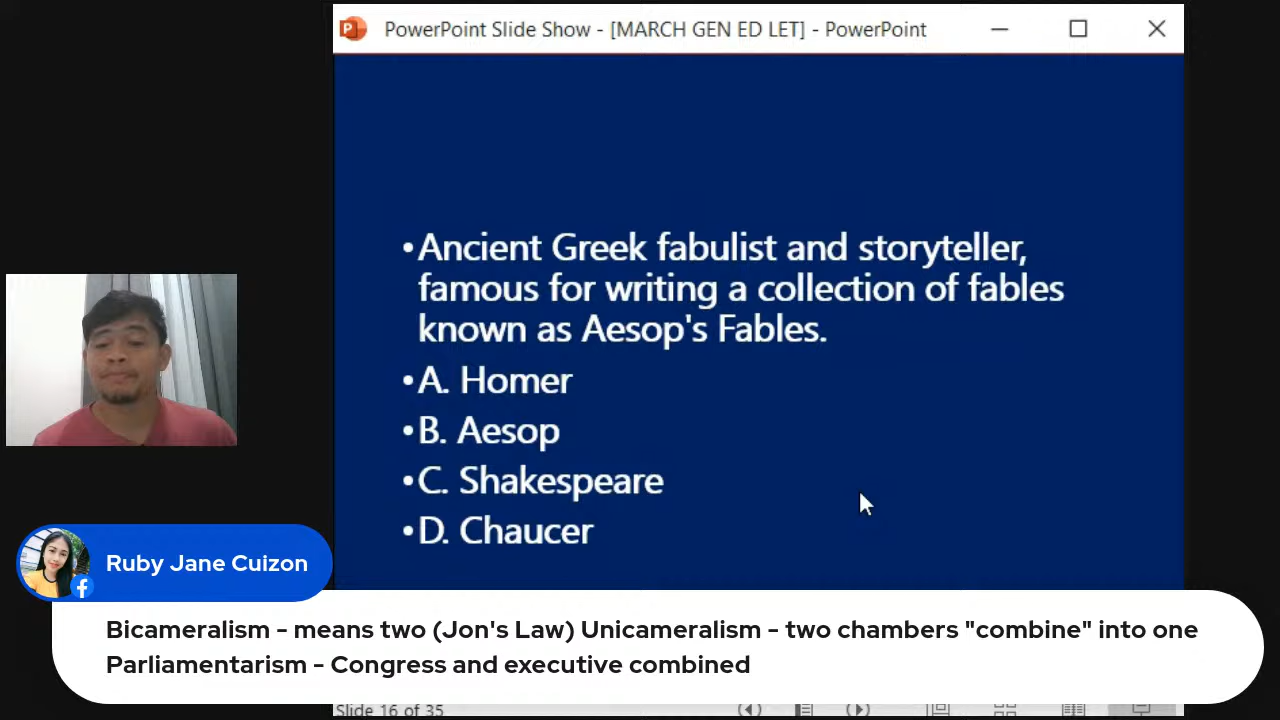 PowerPoint Slide Show - [MARCH GEN ED LET] - PowerPoint
•Ancient Greek fabulist and storyteller,
famous for writing a collection of fables
known as Aesop's Fables.
•A. Homer
•B. Aesop
•C. Shakespeare
•D. Chaucer
Ruby Jane Cuizon
Bicameralism - means two (Jon's Law) Unicameralism - two chambers "combine" into one
Parliamentarism - Congress and executive combined
Slide 16 of 35